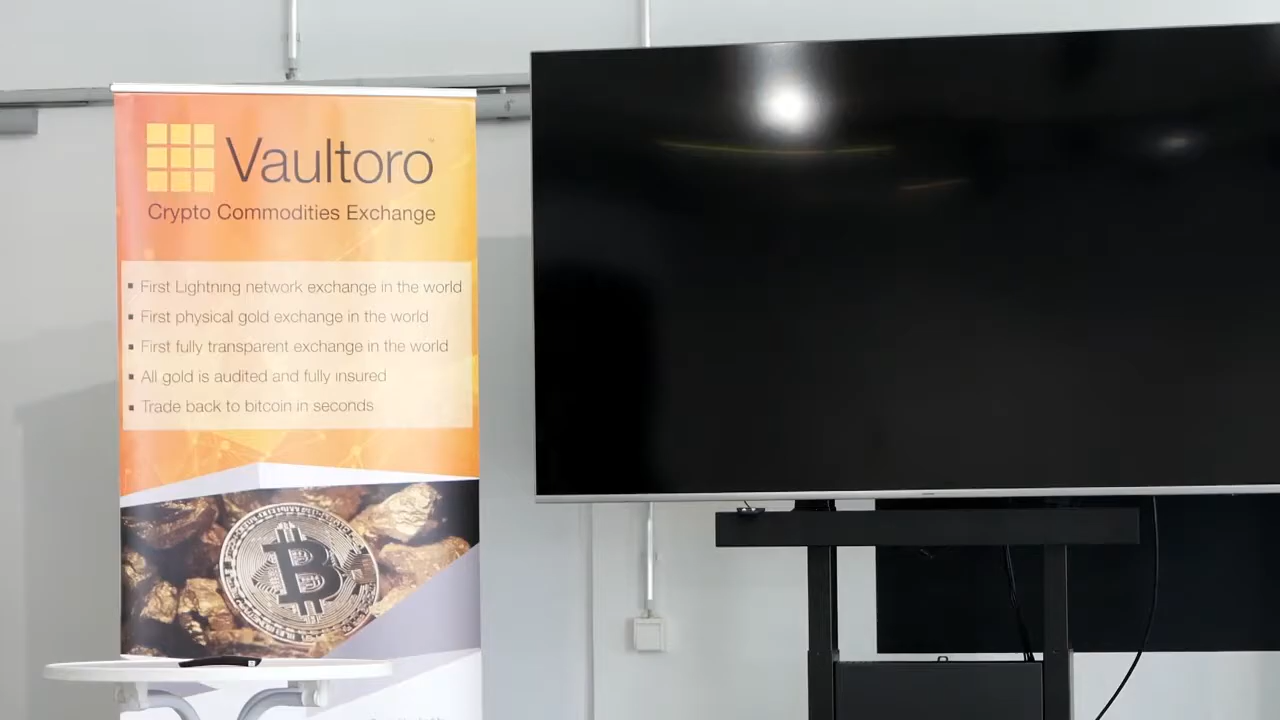 Vaultoro
Crypto Commodities Exchange
▪ First Lightning network exchange in the world
▪ First physical gold exchange in the world
▪ First fully transparent exchange in the world
▪ All gold is audited and fully insured
▪ Trade back to bitcoin in seconds